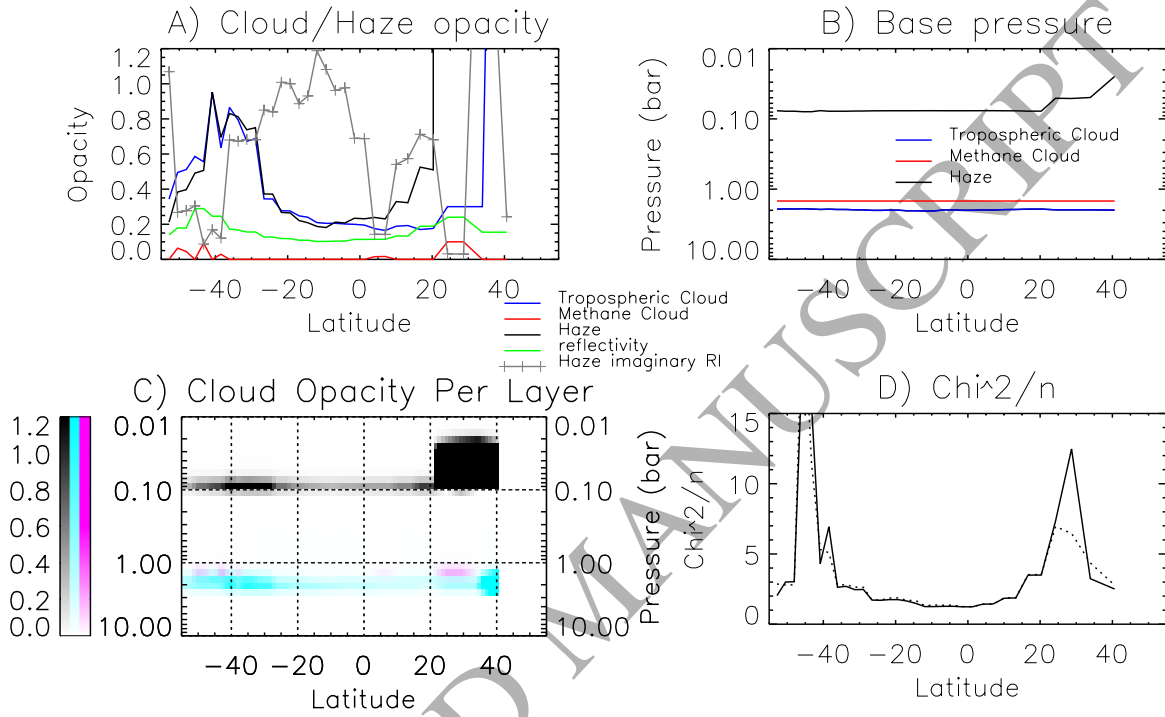 A) Cloud/Haze opacity
1.2
1.0
0.8
0.6
0.4
0.2
0.0
Opacity
−40 −20 0 20 40
Latitude
B) Base pressure
0.01
0.10
1.00
10.00
Pressure (bar)
Tropospheric Cloud
Methane Cloud
Haze
−40 −20 0 20 40
Latitude
Tropospheric Cloud
Methane Cloud
Haze
reflectivity
Haze imaginary RI
C) Cloud Opacity Per Layer
1.2
1.0
0.8
0.6
0.4
0.2
0.0
0.01
0.10
1.00
10.00
0.01
0.10
1.00
10.00
Pressure (bar)
−40 −20 0 20 40
Latitude
D) Chi^2/n
15
10
5
0
Chi^2/n
−40 −20 0 20 40
Latitude
D MANUSCRIPT